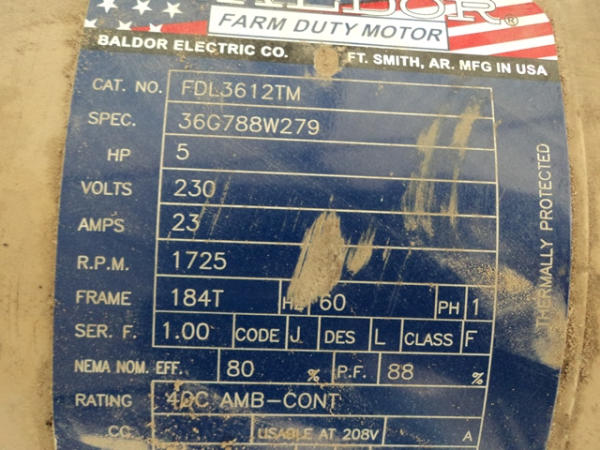 BALDOR®
FARM DUTY MOTOR
BALDOR ELECTRIC CO. FT. SMITH, AR. MFG IN USA
CAT. NO. FDL3612TM
SPEC. 36G788W279
HP 5
VOLTS 230
AMPS 23
R.P.M. 1725
FRAME 184T HZ 60 PH 1
SER. F. 1.00 CODE J DES L CLASS F
NEMA NOM. EFF. 80 % P.F. 88 %
RATING 40C AMB-CONT
CC USABLE AT 208V A
THERMALLY PROTECTED